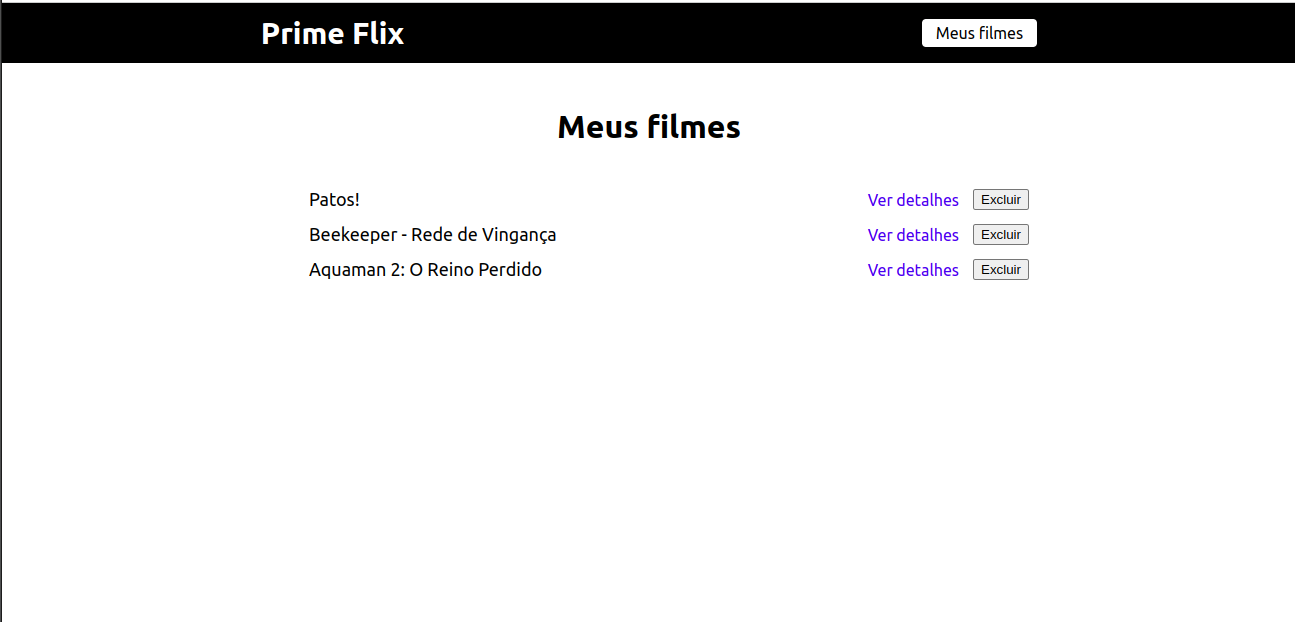 Prime Flix Meus filmes
Meus filmes
Patos! Ver detalhes Excluir
Beekeeper - Rede de Vingança Ver detalhes Excluir
Aquaman 2: O Reino Perdido Ver detalhes Excluir